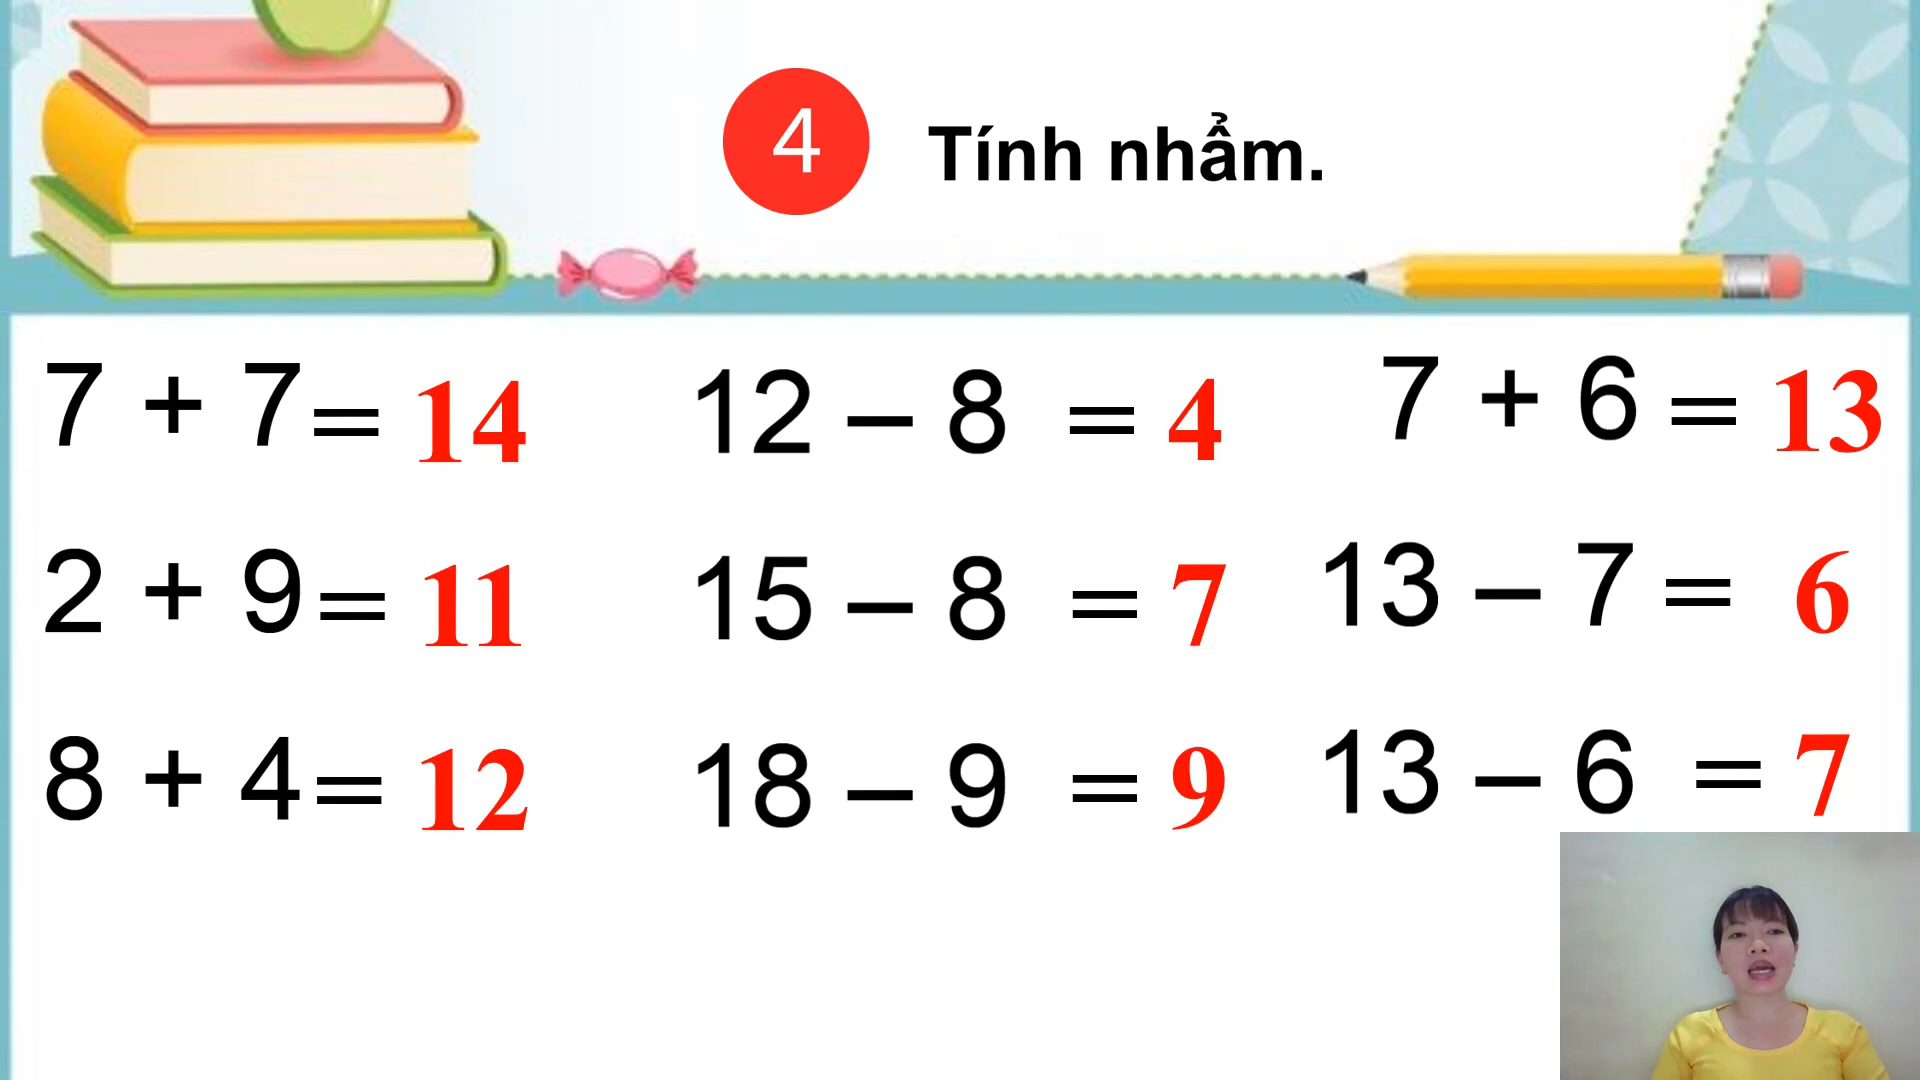 4 Tính nhẩm.
7 + 7 = 14 12 – 8 = 4 7 + 6 = 13
2 + 9 = 11 15 – 8 = 7 13 – 7 = 6
8 + 4 = 12 18 – 9 = 9 13 – 6 = 7